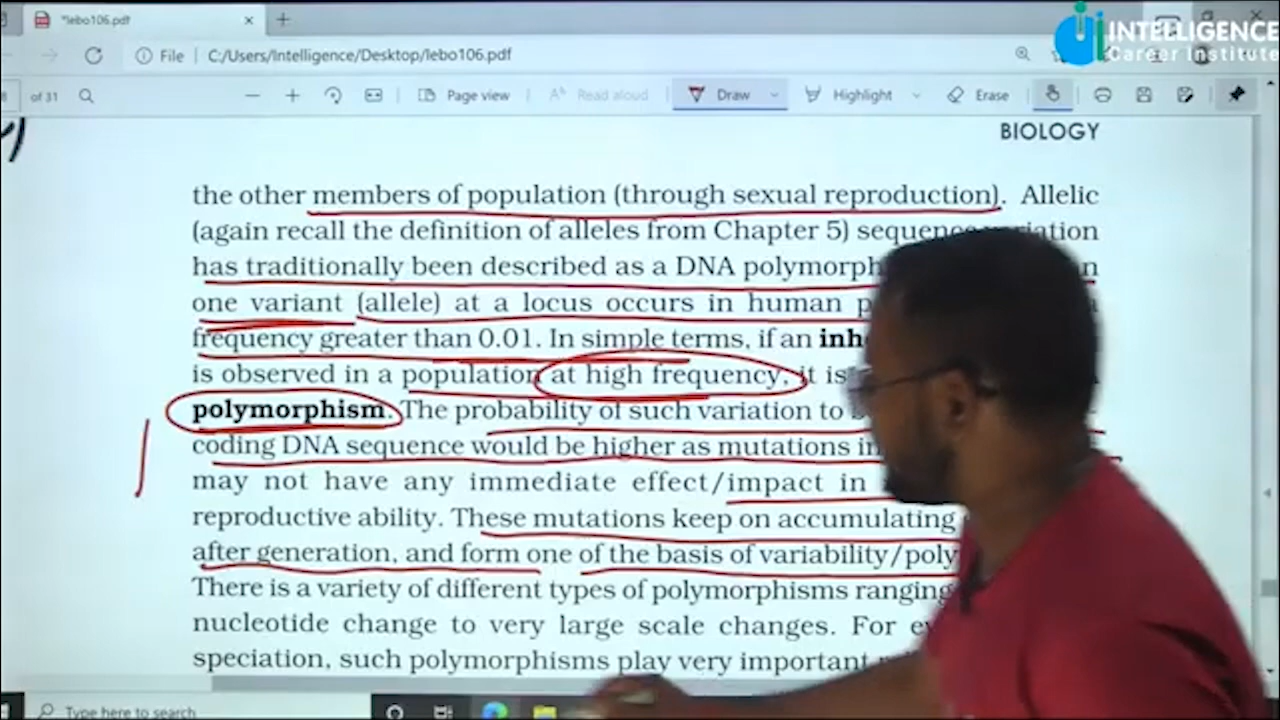 *lebo106.pdf
INTELLIGENCE
Career Institute
File C:/Users/Intelligence/Desktop/lebo106.pdf
of 31 Page view Read aloud Draw Highlight Erase
BIOLOGY
the other members of population (through sexual reproduction). Allelic
(again recall the definition of alleles from Chapter 5) sequence variation
has traditionally been described as a DNA
one variant (allele) at a locus occurs in human
frequency greater than 0.01. In simple terms, if an
is observed in a population at high frequency, it is
polymorphism. The probability of such variation to
coding DNA sequence would be higher as mutations
may not have any immediate effect/impact in
reproductive ability. These mutations keep on accumulating
after generation, and form one of the basis of
There is a variety of different types of polymorphisms ranging
nucleotide change to very large scale changes. For
speciation, such polymorphisms play very important
Type here to search